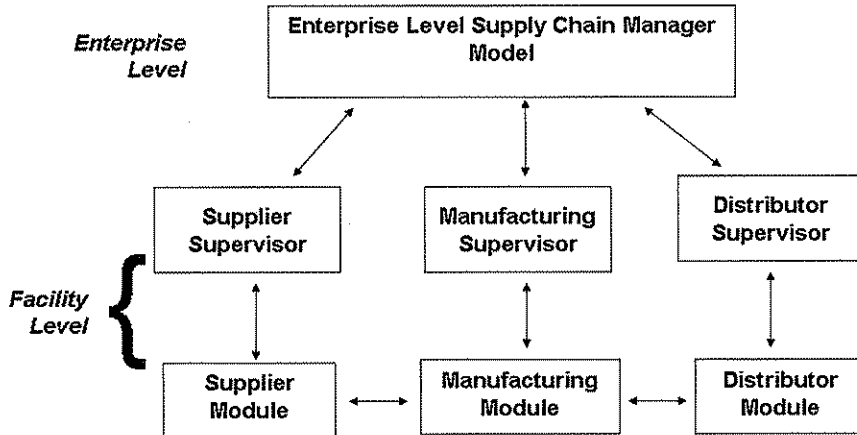 Enterprise
Level
Enterprise Level Supply Chain Manager
Model
Supplier
Supervisor
Manufacturing
Supervisor
Distributor
Supervisor
Facility
Level
Supplier
Module
Manufacturing
Module
Distributor
Module